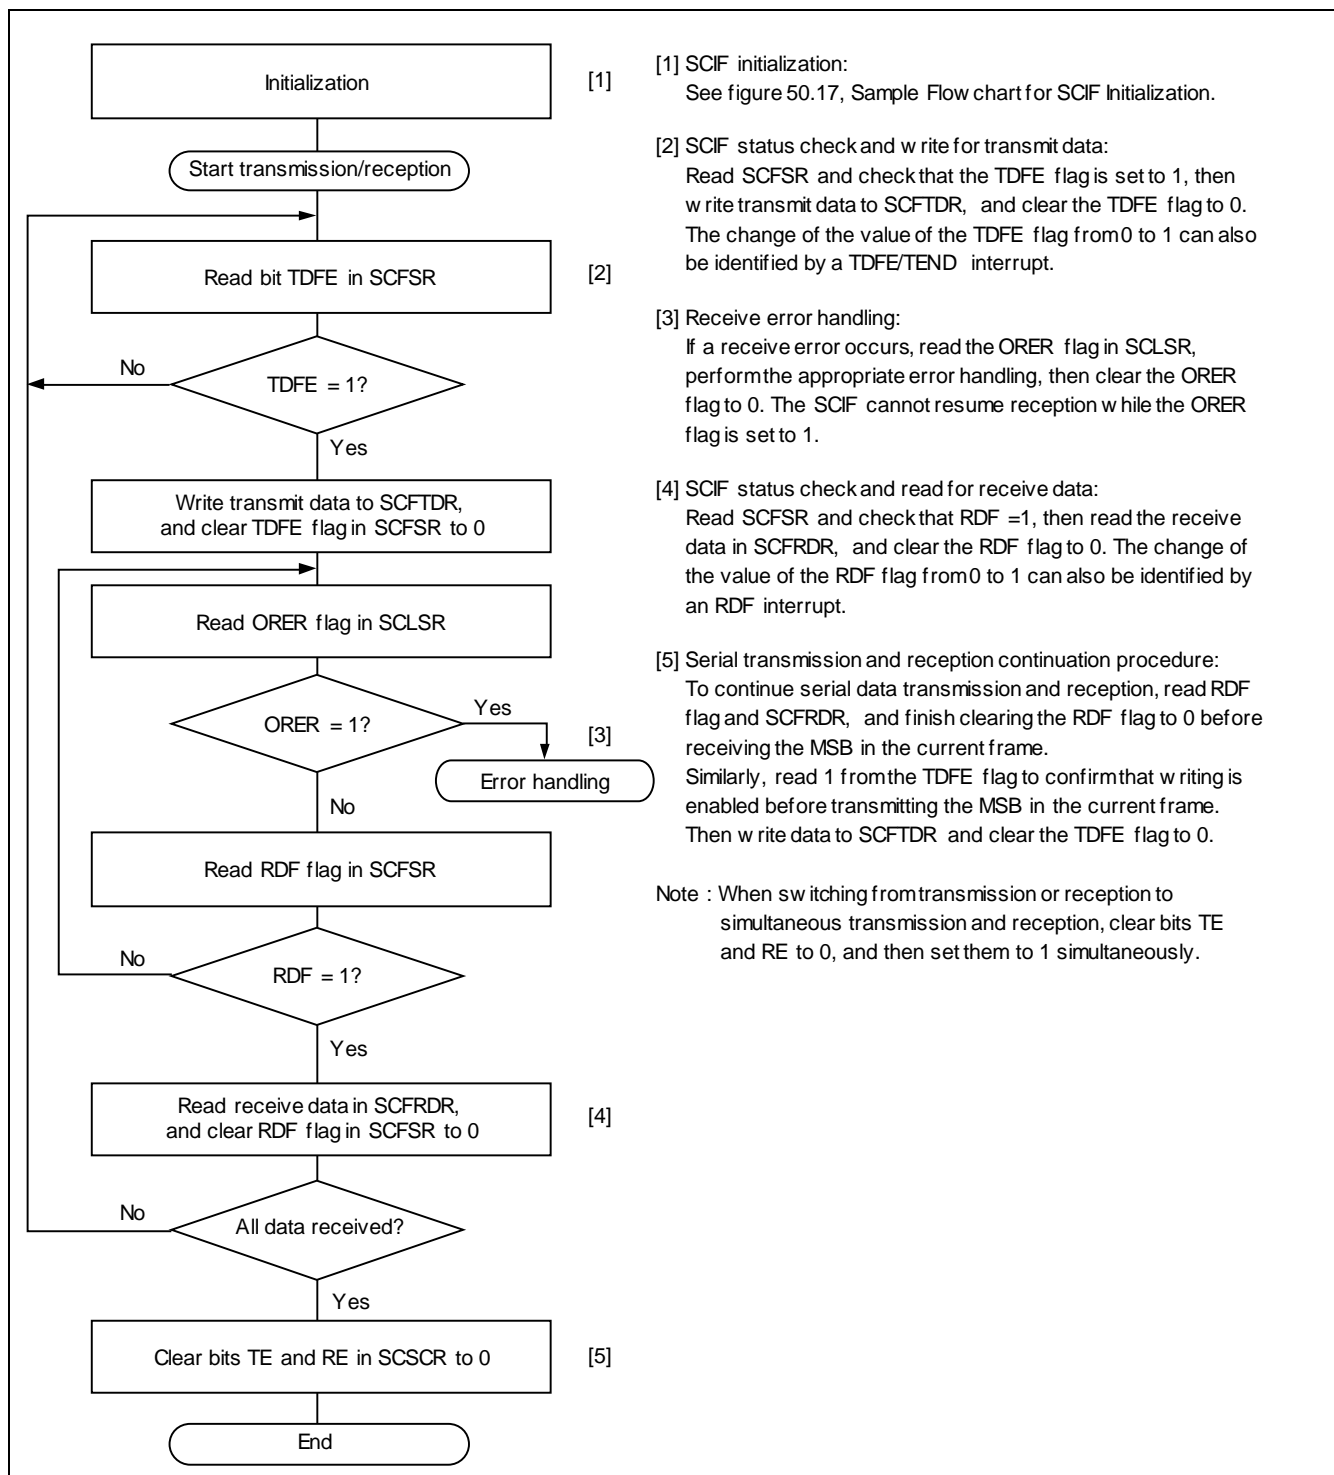 Initialization
[1]
Start transmission/reception
Read bit TDFE in SCFSR
[2]
No
TDFE = 1?
Yes
Write transmit data to SCFTDR,
and clear TDFE flag in SCFSR to 0
Read ORER flag in SCLSR
ORER = 1?
Yes
[3]
Error handling
No
Read RDF flag in SCFSR
No
RDF = 1?
Yes
Read receive data in SCFRDR,
and clear RDF flag in SCFSR to 0
[4]
No
All data received?
Yes
Clear bits TE and RE in SCSCR to 0
[5]
End
[1] SCIF initialization:
See figure 50.17, Sample Flow chart for SCIF Initialization.
[2] SCIF status check and write for transmit data:
Read SCFSR and check that the TDFE flag is set to 1, then
write transmit data to SCFTDR, and clear the TDFE flag to 0.
The change of the value of the TDFE flag from 0 to 1 can also
be identified by a TDFE/TEND interrupt.
[3] Receive error handling:
If a receive error occurs, read the ORER flag in SCLSR,
perform the appropriate error handling, then clear the ORER
flag to 0. The SCIF cannot resume reception while the ORER
flag is set to 1.
[4] SCIF status check and read for receive data:
Read SCFSR and check that RDF =1, then read the receive
data in SCFRDR, and clear the RDF flag to 0. The change of
the value of the RDF flag from 0 to 1 can also be identified by
an RDF interrupt.
[5] Serial transmission and reception continuation procedure:
To continue serial data transmission and reception, read RDF
flag and SCFRDR, and finish clearing the RDF flag to 0 before
receiving the MSB in the current frame.
Similarly, read 1 from the TDFE flag to confirm that writing is
enabled before transmitting the MSB in the current frame.
Then write data to SCFTDR and clear the TDFE flag to 0.
Note : When switching from transmission or reception to
simultaneous transmission and reception, clear bits TE
and RE to 0, and then set them to 1 simultaneously.